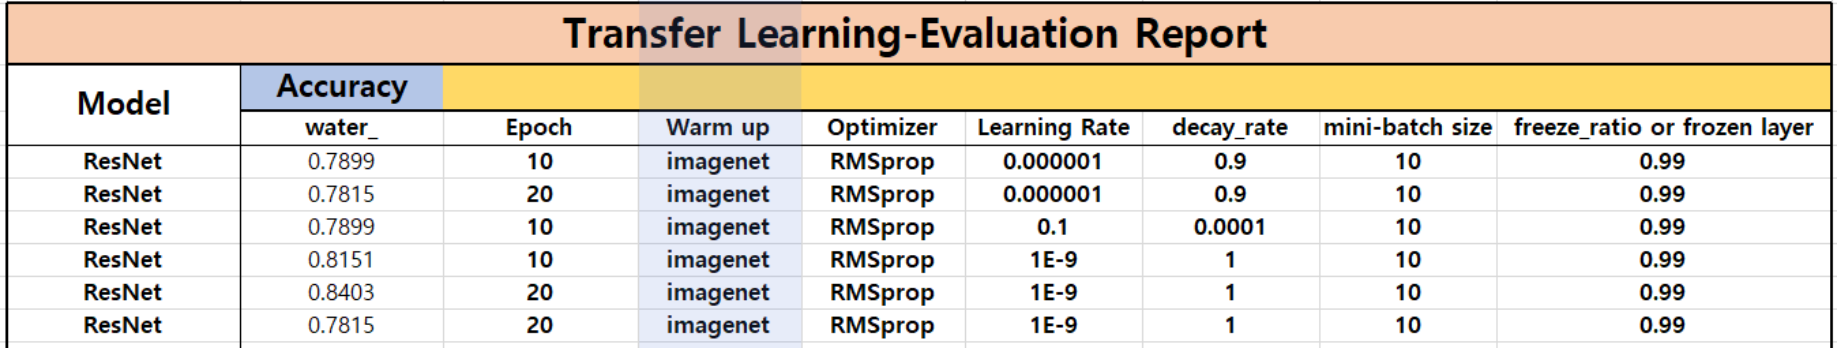 Transfer Learning-Evaluation Report
Model Accuracy
water_ Epoch Warm up Optimizer Learning Rate decay_rate mini-batch size freeze_ratio or frozen layer
ResNet 0.7899 10 imagenet RMSprop 0.000001 0.9 10 0.99
ResNet 0.7815 20 imagenet RMSprop 0.000001 0.9 10 0.99
ResNet 0.7899 10 imagenet RMSprop 0.1 0.0001 10 0.99
ResNet 0.8151 10 imagenet RMSprop 1E-9 1 10 0.99
ResNet 0.8403 20 imagenet RMSprop 1E-9 1 10 0.99
ResNet 0.7815 20 imagenet RMSprop 1E-9 1 10 0.99